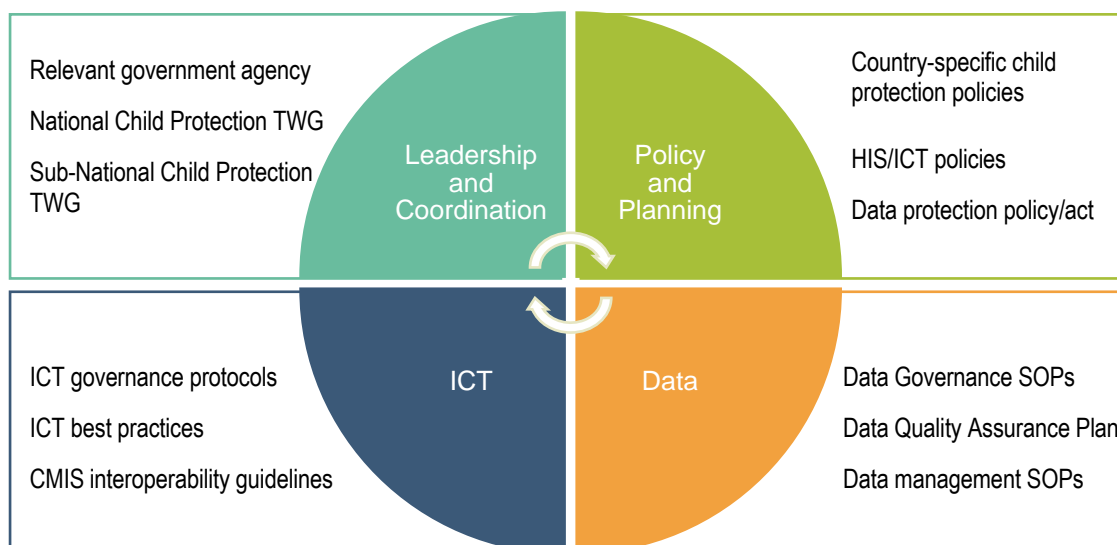 Relevant government agency
National Child Protection TWG
Sub-National Child Protection
TWG
Leadership
and
Coordination
Policy
and
Planning
Country-specific child
protection policies
HIS/ICT policies
Data protection policy/act
ICT governance protocols
ICT best practices
CMIS interoperability guidelines
ICT
Data
Data Governance SOPs
Data Quality Assurance Plan
Data management SOPs